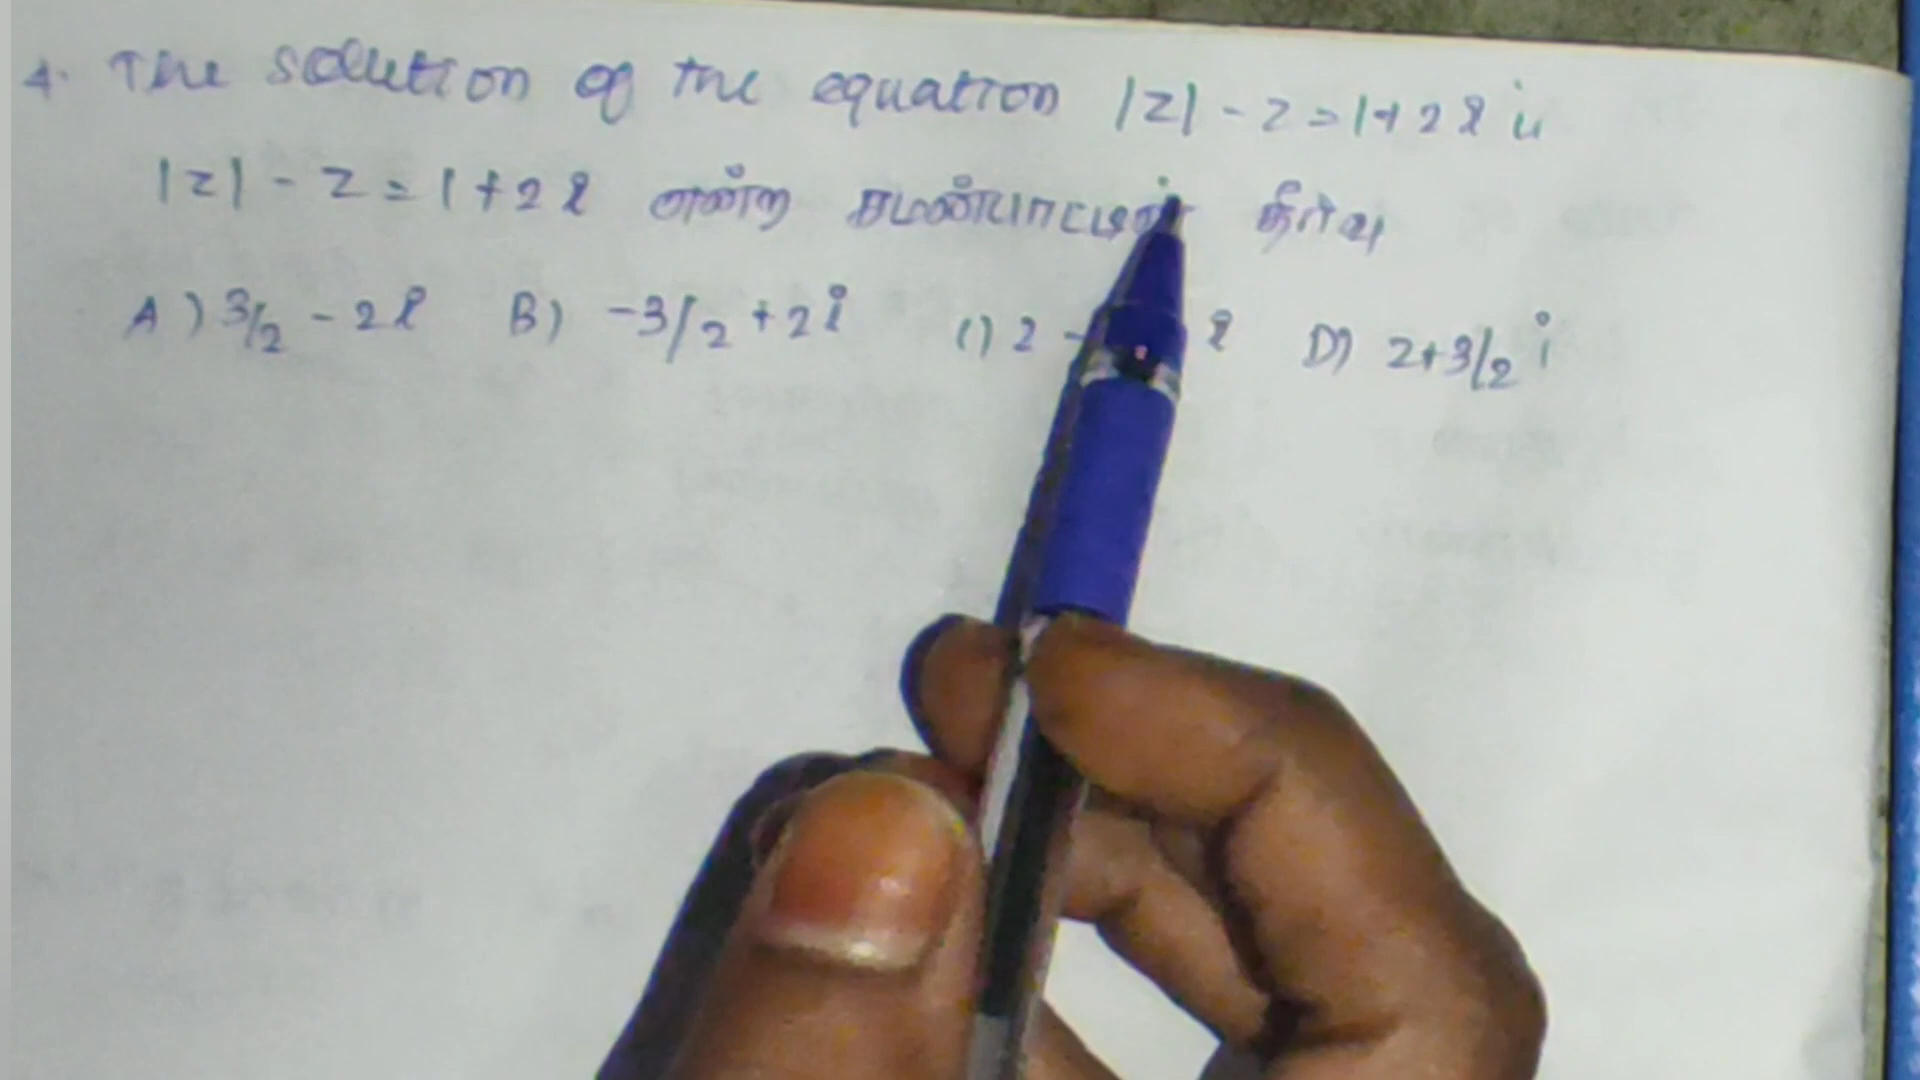 4. The solution of the equation |z| - z = 1+2i is
|z| - z = 1+2i என்ற சமன்பாட்டின் தீர்வு
A) 3/2 - 2i B) -3/2 + 2i C) 2 - i D) 2+3/2 i